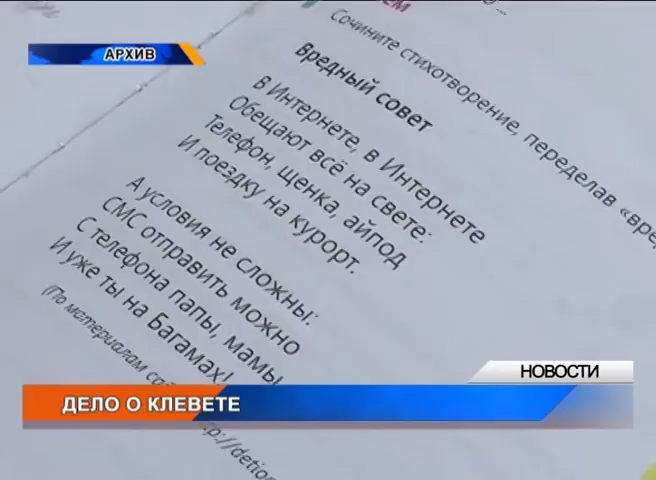 АРХИВ
Сочините стихотворение, переделав
Вредный совет
В Интернете, в Интернете
Обещают всё на свете:
Телефон, щенка, айпод
И поездку на курорт.
А условия не сложны:
СМС отправить можно
С телефона папы, мамы
И уже ты на Багамах!
(По материалам
НОВОСТИ
ДЕЛО О КЛЕВЕТЕ